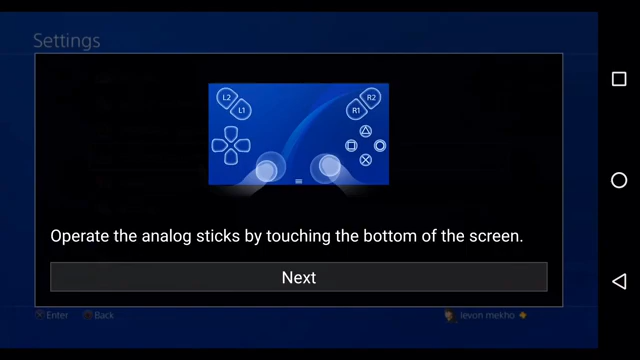 Settings
L2
R2
L1
R1
Operate the analog sticks by touching the bottom of the screen.
Next
Enter
Back
levon mekho